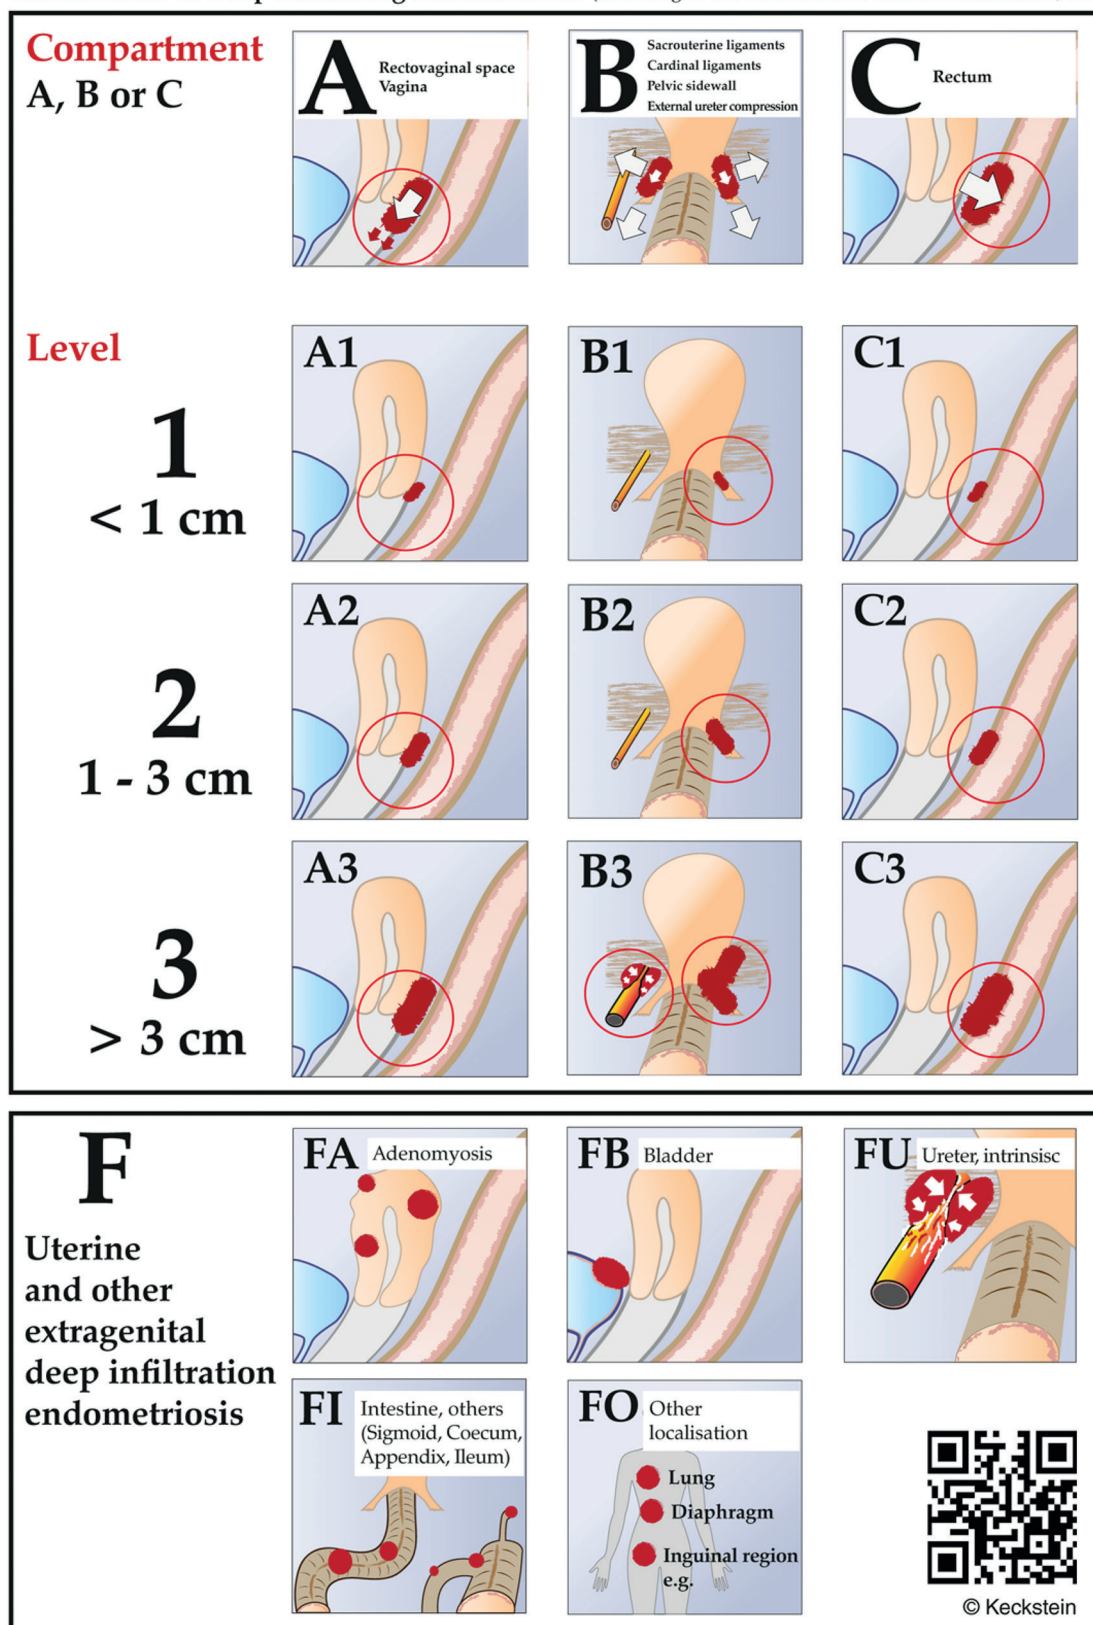 Compartment
A, B or C
A
Rectovaginal space
Vagina
B
Sacrouterine ligaments
Cardinal ligaments
Pelvic sidewall
External ureter compression
C
Rectum
Level
1
< 1 cm
A1
B1
C1
2
1 - 3 cm
A2
B2
C2
3
> 3 cm
A3
B3
C3
F
Uterine
and other
extragenital
deep infiltration
endometriosis
FA
Adenomyosis
FB
Bladder
FU
Ureter, intrinsisc
FI
Intestine, others
(Sigmoid, Coecum,
Appendix, Ileum)
FO
Other
localisation
Lung
Diaphragm
Inguinal region
e.g.
© Keckstein